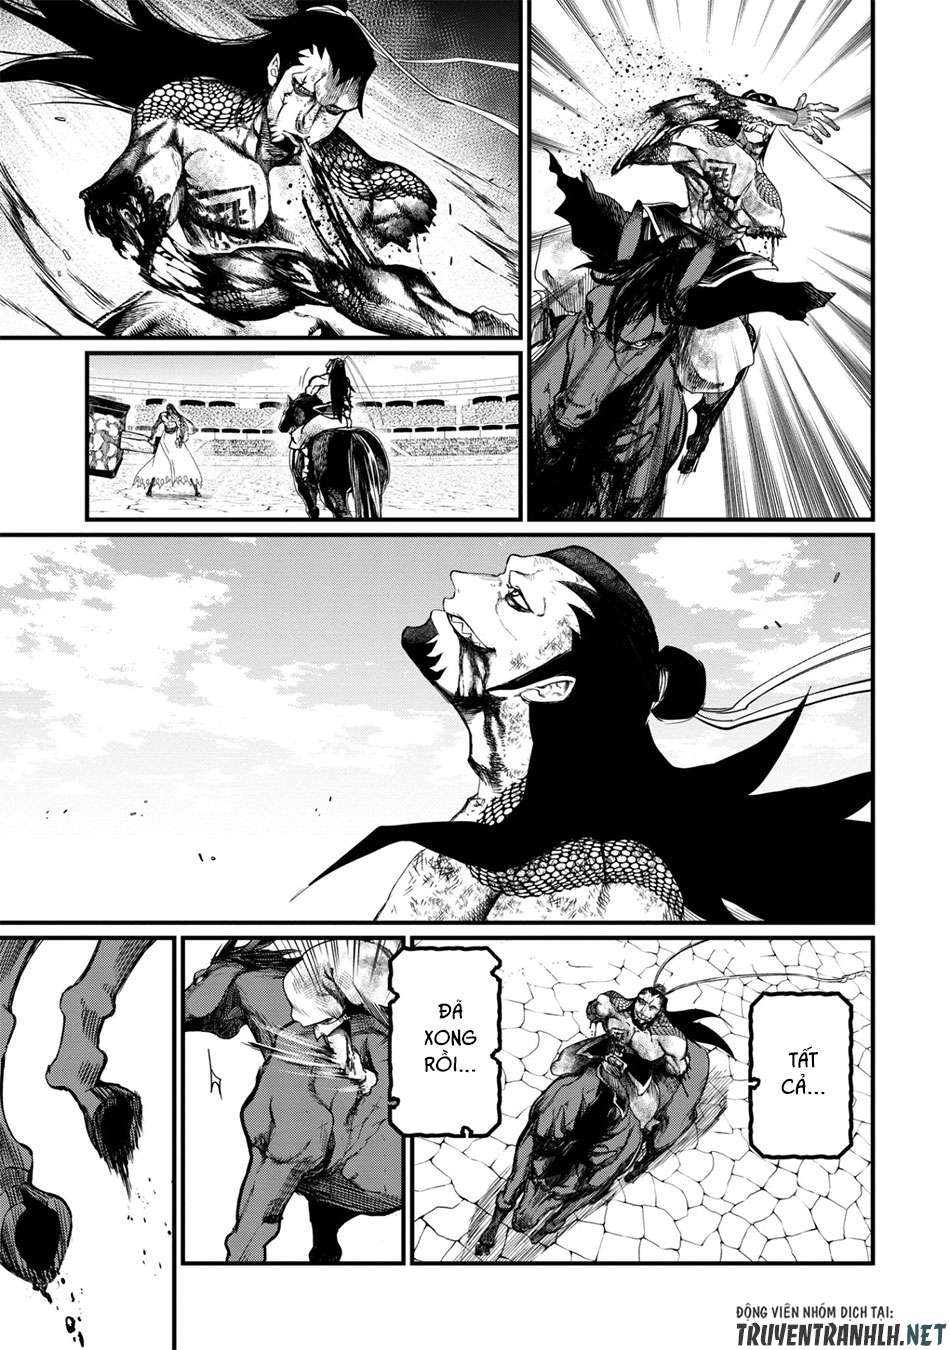 TẤT
CẢ...
ĐÃ
XONG
RỒI...
ĐỘNG VIÊN NHÓM DỊCH TẠI:
TRUYENTRANHLH.NET